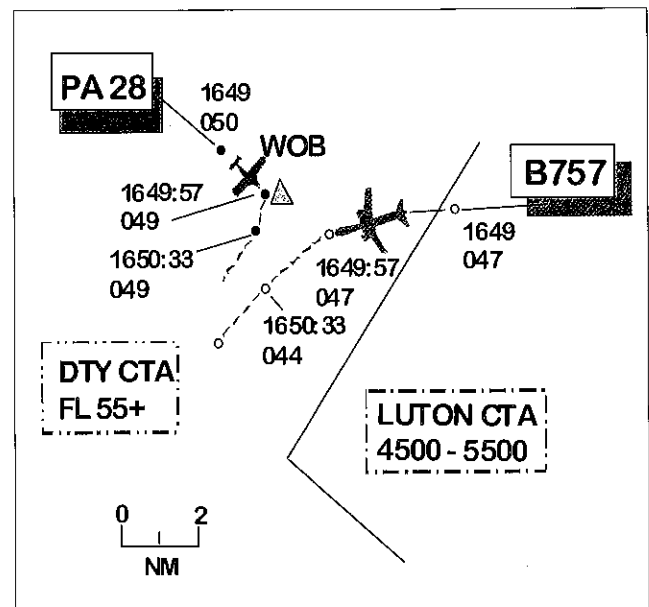 PA 28
1649
050
WOB
B757
1649:57
049
1649
047
1650:33
049
1649:57
047
1650:33
044
DTY CTA
FL 55+
LUTON CTA
4500 - 5500
0 2
NM